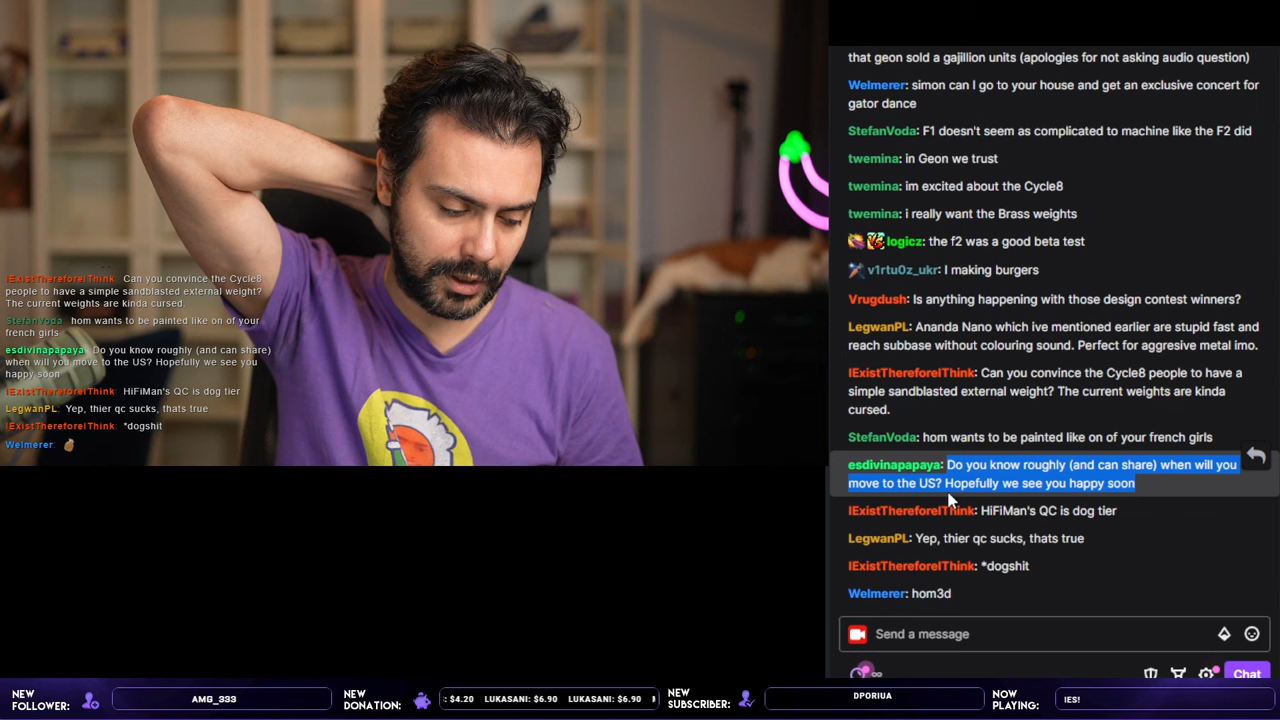 that geon sold a gajillion units (apologies for not asking audio question)
Welmerer: simon can I go to your house and get an exclusive concert for
gator dance
StefanVoda: F1 doesn't seem as complicated to machine like the F2 did
twemina: in Geon we trust
twemina: im excited about the Cycle8
twemina: i really want the Brass weights
logicz: the f2 was a good beta test
v1rtu0z_ukr: I making burgers
Vrugdush: Is anything happening with those design contest winners?
LegwanPL: Ananda Nano which ive mentioned earlier are stupid fast and
reach subbase without colouring sound. Perfect for aggresive metal imo.
IExistThereforeIThink: Can you convince the Cycle8 people to have a
simple sandblasted external weight? The current weights are kinda
cursed.
StefanVoda: hom wants to be painted like on of your french girls
esdivinapapaya: Do you know roughly (and can share) when will you
move to the US? Hopefully we see you happy soon
IExistThereforeIThink: HiFiMan's QC is dog tier
LegwanPL: Yep, thier qc sucks, thats true
IExistThereforeIThink: *dogshit
Welmerer: hom3d
Send a message
Chat
IExistThereforeIThink: Can you convince the Cycle8
people to have a simple sandblasted external weight?
The current weights are kinda cursed.
StefanVoda: hom wants to be painted like on of your
french girls
esdivinapapaya: Do you know roughly (and can share)
when will you move to the US? Hopefully we see you
happy soon
IExistThereforeIThink: HiFiMan's QC is dog tier
LegwanPL: Yep, thier qc sucks, thats true
IExistThereforeIThink: *dogshit
Welmerer:
NEW
FOLLOWER:
AMG_333
NEW
DONATION:
: $4.20 LUKASANI: $6.90 LUKASANI: $6.90
NEW
SUBSCRIBER:
DPORIUA
NOW
PLAYING:
IES!